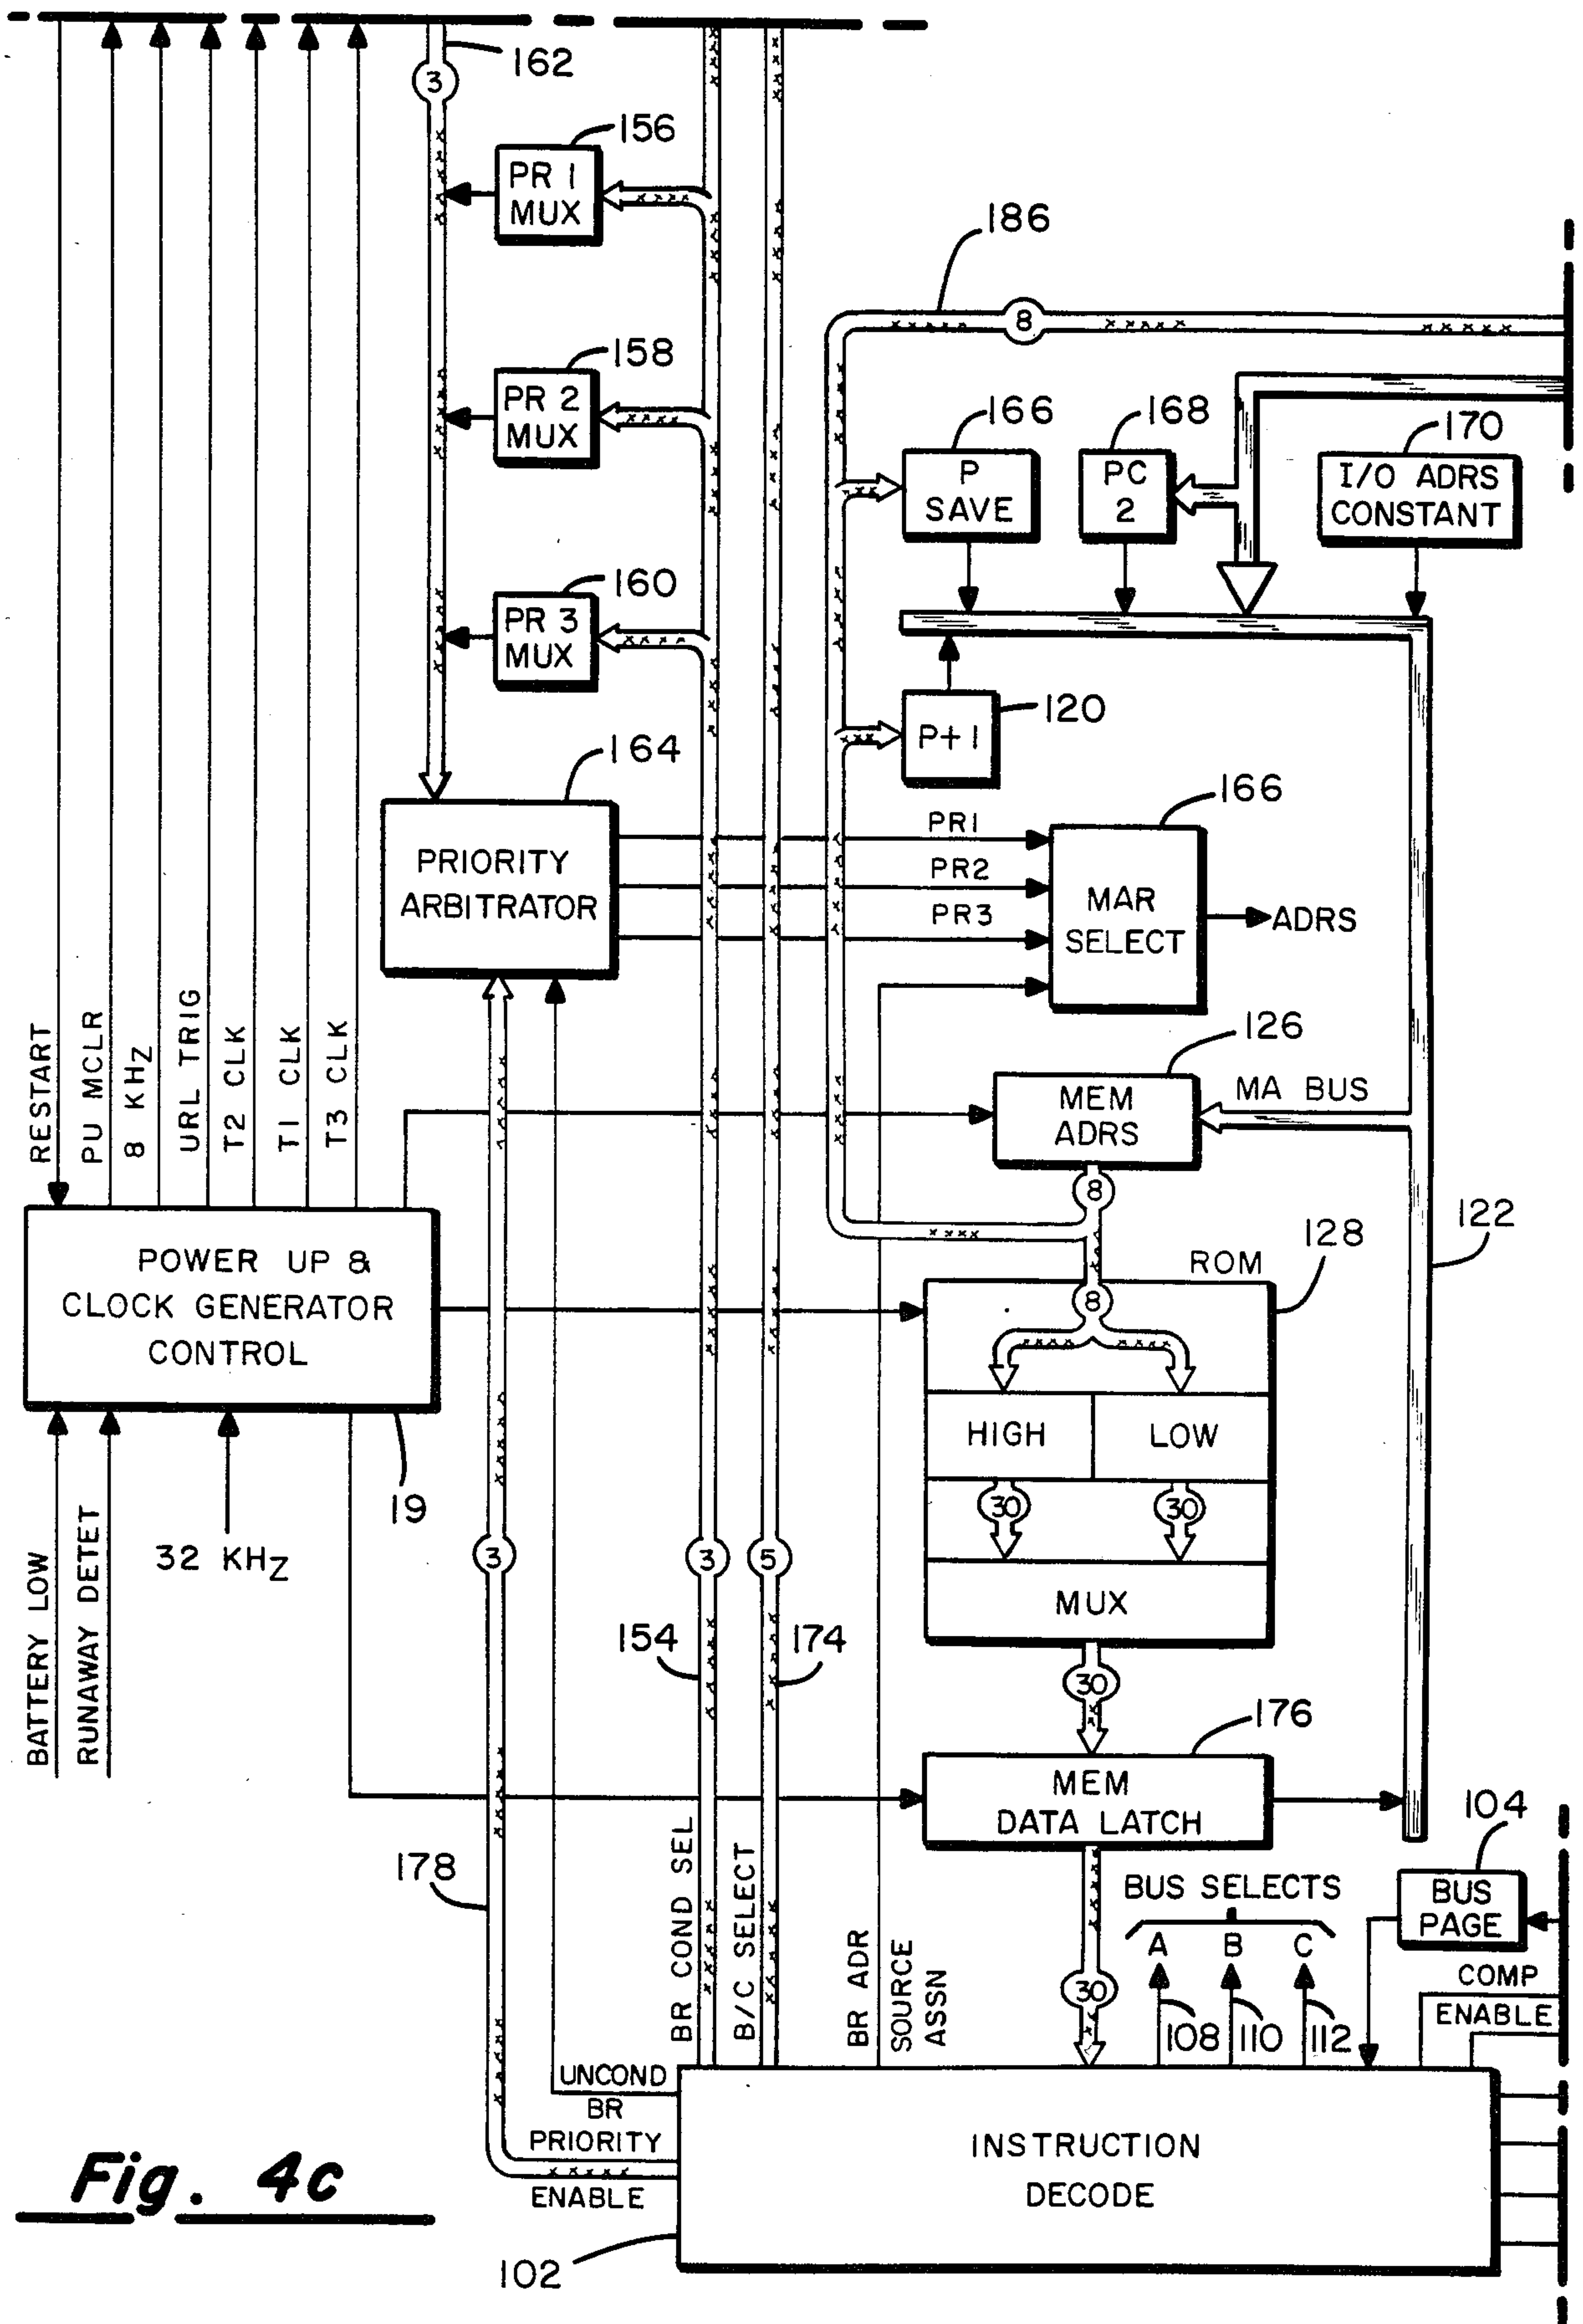 162
3
156
PR 1
MUX
186
8
158
PR 2
MUX
166
168
170
P
SAVE
PC
2
I/O ADRS
CONSTANT
160
PR 3
MUX
120
P+1
164
166
PRIORITY
ARBITRATOR
PR1
PR2
PR3
MAR
SELECT
ADRS
RESTART
PU MCLR
8 KHZ
URL TRIG
T2 CLK
T1 CLK
T3 CLK
126
MEM
ADRS
MA BUS
8
122
128
ROM
POWER UP &
CLOCK GENERATOR
CONTROL
8
HIGH
LOW
19
30
30
BATTERY LOW
RUNAWAY DETET
32 KHZ
3
3
5
MUX
154
174
30
176
MEM
DATA LATCH
104
178
BUS SELECTS
BUS
PAGE
A
B
C
BR COND SEL
B/C SELECT
BR ADR
SOURCE
ASSN
30
108
110
112
COMP
ENABLE
UNCOND
BR
PRIORITY
ENABLE
INSTRUCTION
DECODE
102
Fig. 4c